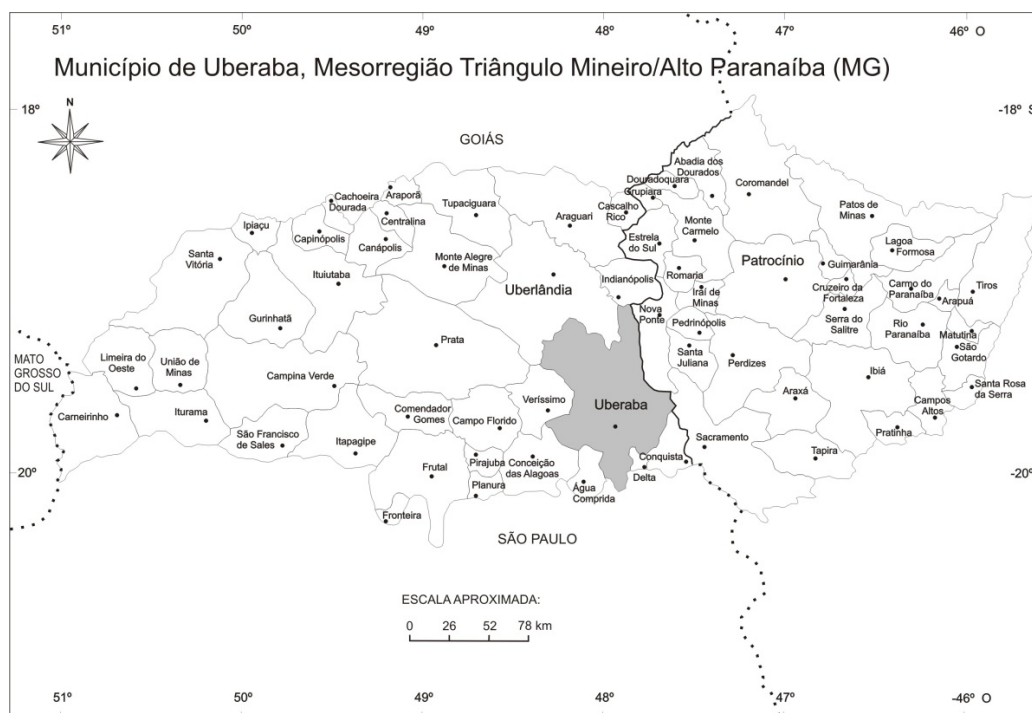 51º
50º
49º
48º
47º
46º O
Município de Uberaba, Mesorregião Triângulo Mineiro/Alto Paranaíba (MG)
18º
-18º S
N
GOIÁS
Abadia dos
Dourados
Douradoquara
Grupiara
Coromandel
Cachoeira
Dourada
Araporã
Tupaciguara
Cascalho
Rico
Patos de
Minas
Centralina
Araguari
Monte
Carmelo
Ipiaçu
Capinópolis
Canápolis
Estrela
do Sul
Lagoa
Formosa
Santa
Vitória
Monte Alegre
de Minas
Patrocínio
Guimarânia
Ituiutaba
Romaria
Uberlândia
Indianópolis
Iraí de
Minas
Cruzeiro da
Fortaleza
Carmo do
Paranaíba
Tiros
Arapuá
Gurinhatã
Nova
Ponte
Pedrinópolis
Serra do
Salitre
Rio
Paranaíba
Matutina
São
Gotardo
MATO
GROSSO
DO SUL
Limeira do
Oeste
União de
Minas
Prata
Santa
Juliana
Perdizes
Ibiá
Campina Verde
Santa Rosa
da Serra
Araxá
Campos
Altos
Carneirinho
Iturama
Comendador
Gomes
Campo Florido
Veríssimo
Uberaba
Pratinha
São Francisco
de Sales
Itapagipe
Sacramento
Tapira
Frutal
Pirajuba
Conceição
das Alagoas
Conquista
20º
-20º
Planura
Água
Comprida
Delta
Fronteira
SÃO PAULO
ESCALA APROXIMADA:
0 26 52 78 km
51º
50º
49º
48º
47º
-46º O